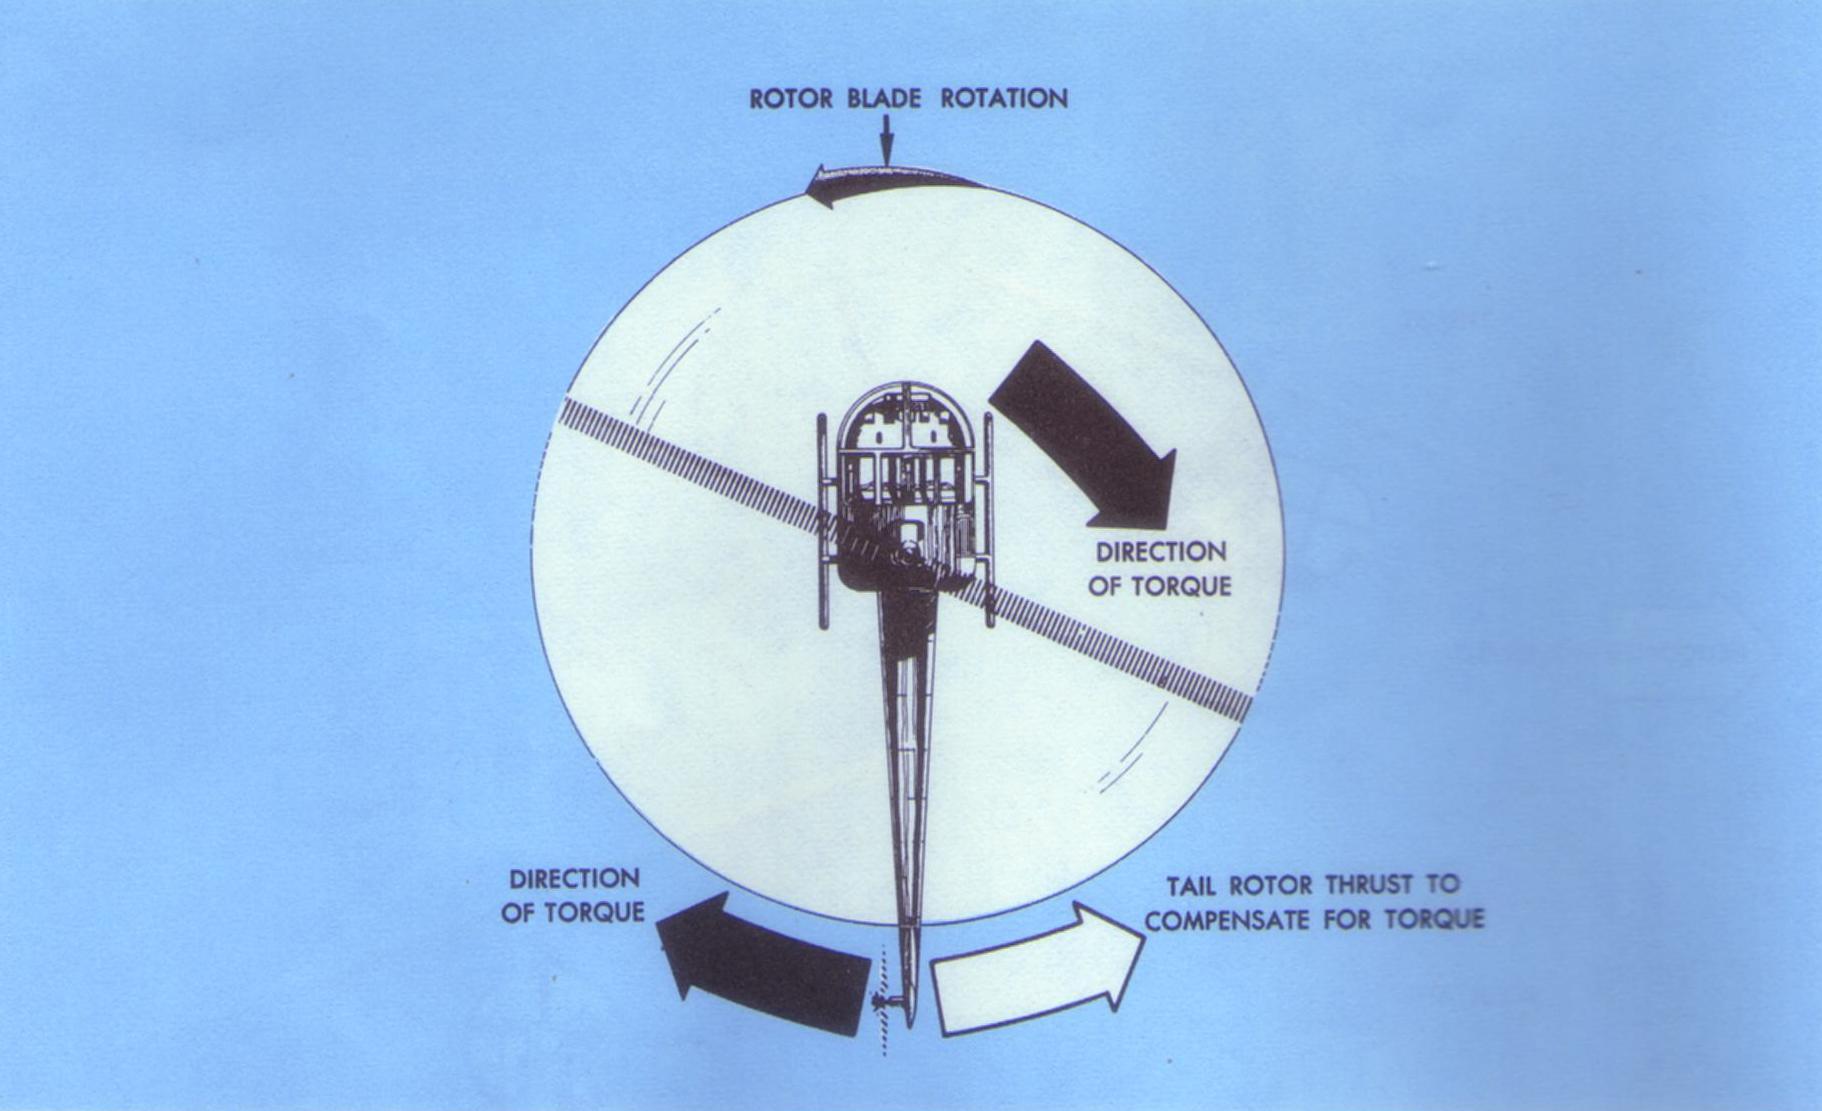 ROTOR BLADE ROTATION
DIRECTION
OF TORQUE
DIRECTION
OF TORQUE
TAIL ROTOR THRUST TO
COMPENSATE FOR TORQUE